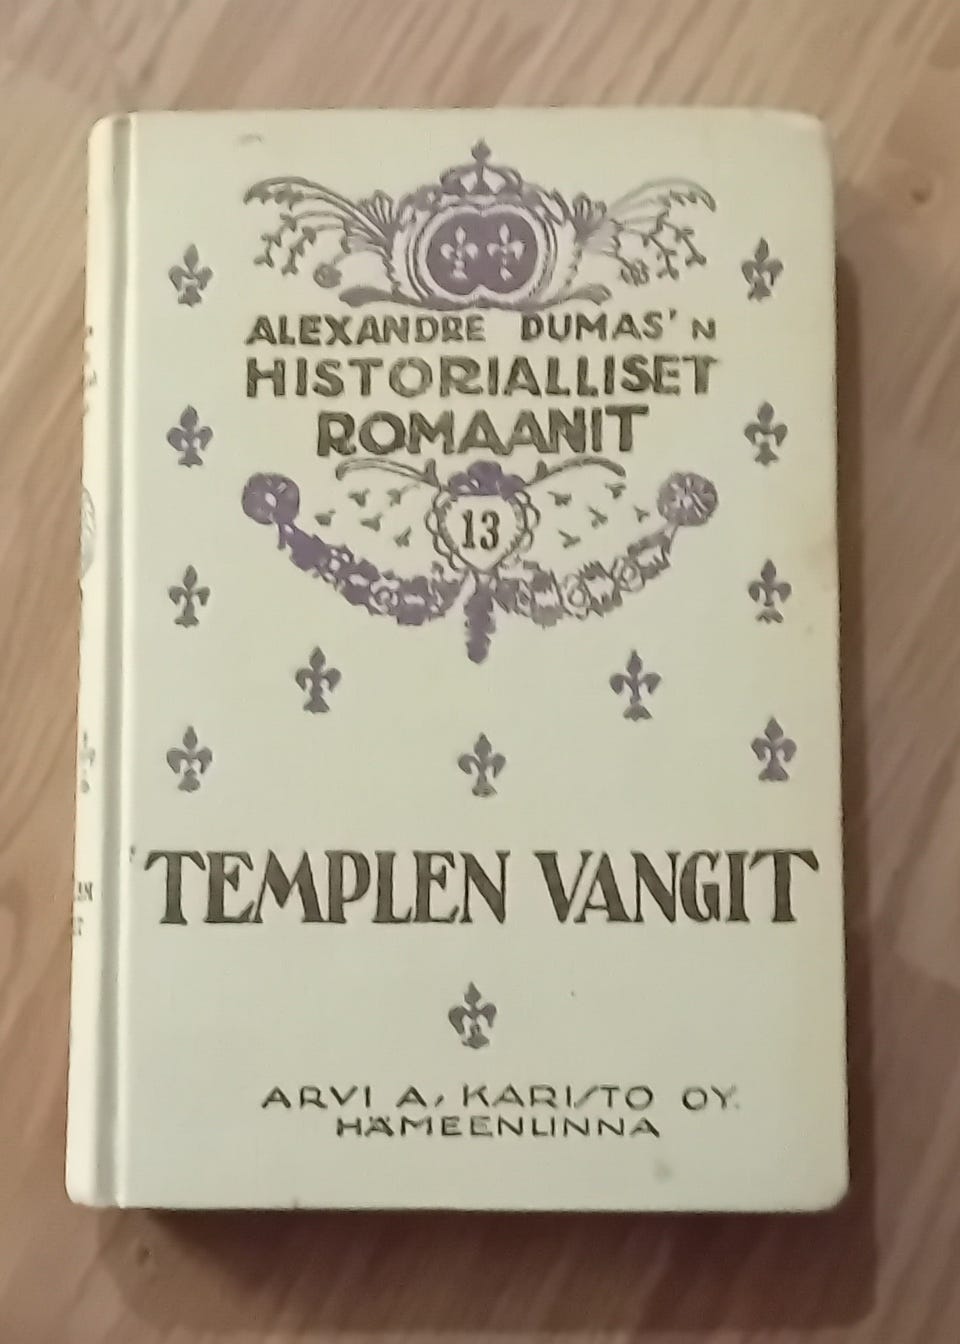 ALEXANDRE DUMAS'N
HISTORIALLISET
ROMAANIT
13
TEMPLEN VANGIT
ARVI A. KARISTO OY.
HÄMEENLINNA